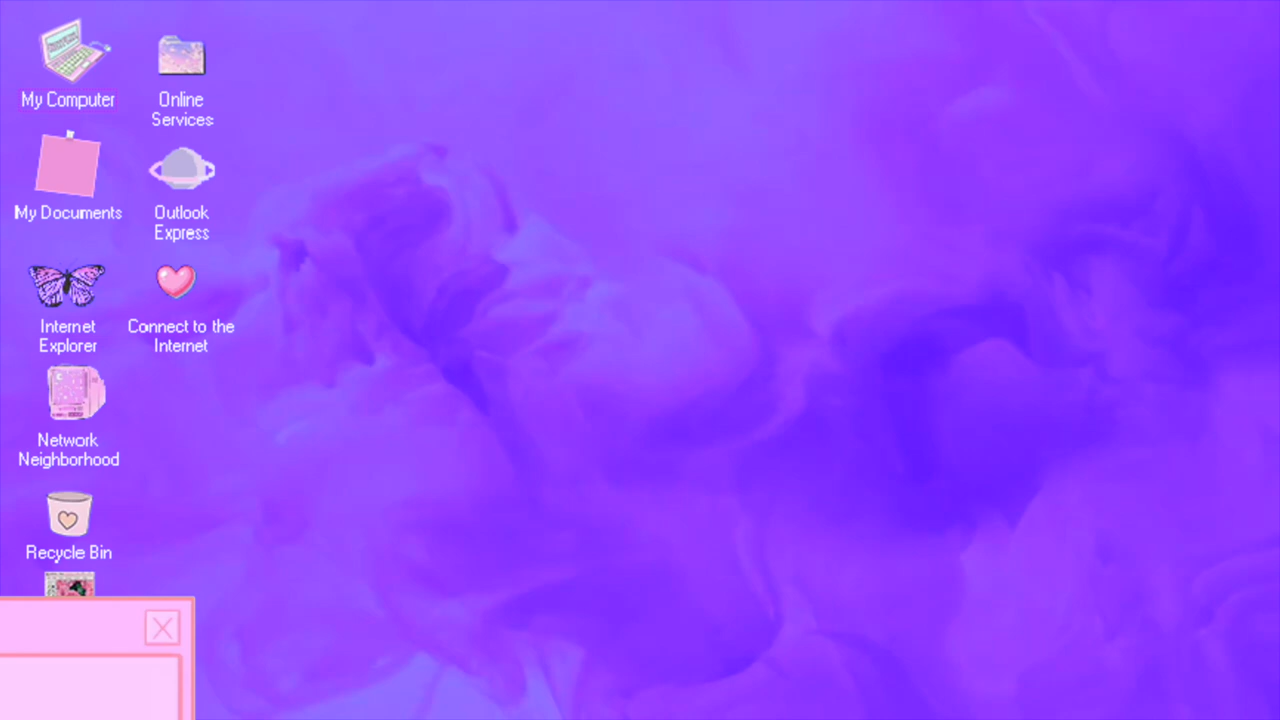 My Computer
Online
Services
My Documents
Outlook
Express
Internet
Explorer
Connect to the
Internet
Network
Neighborhood
Recycle Bin